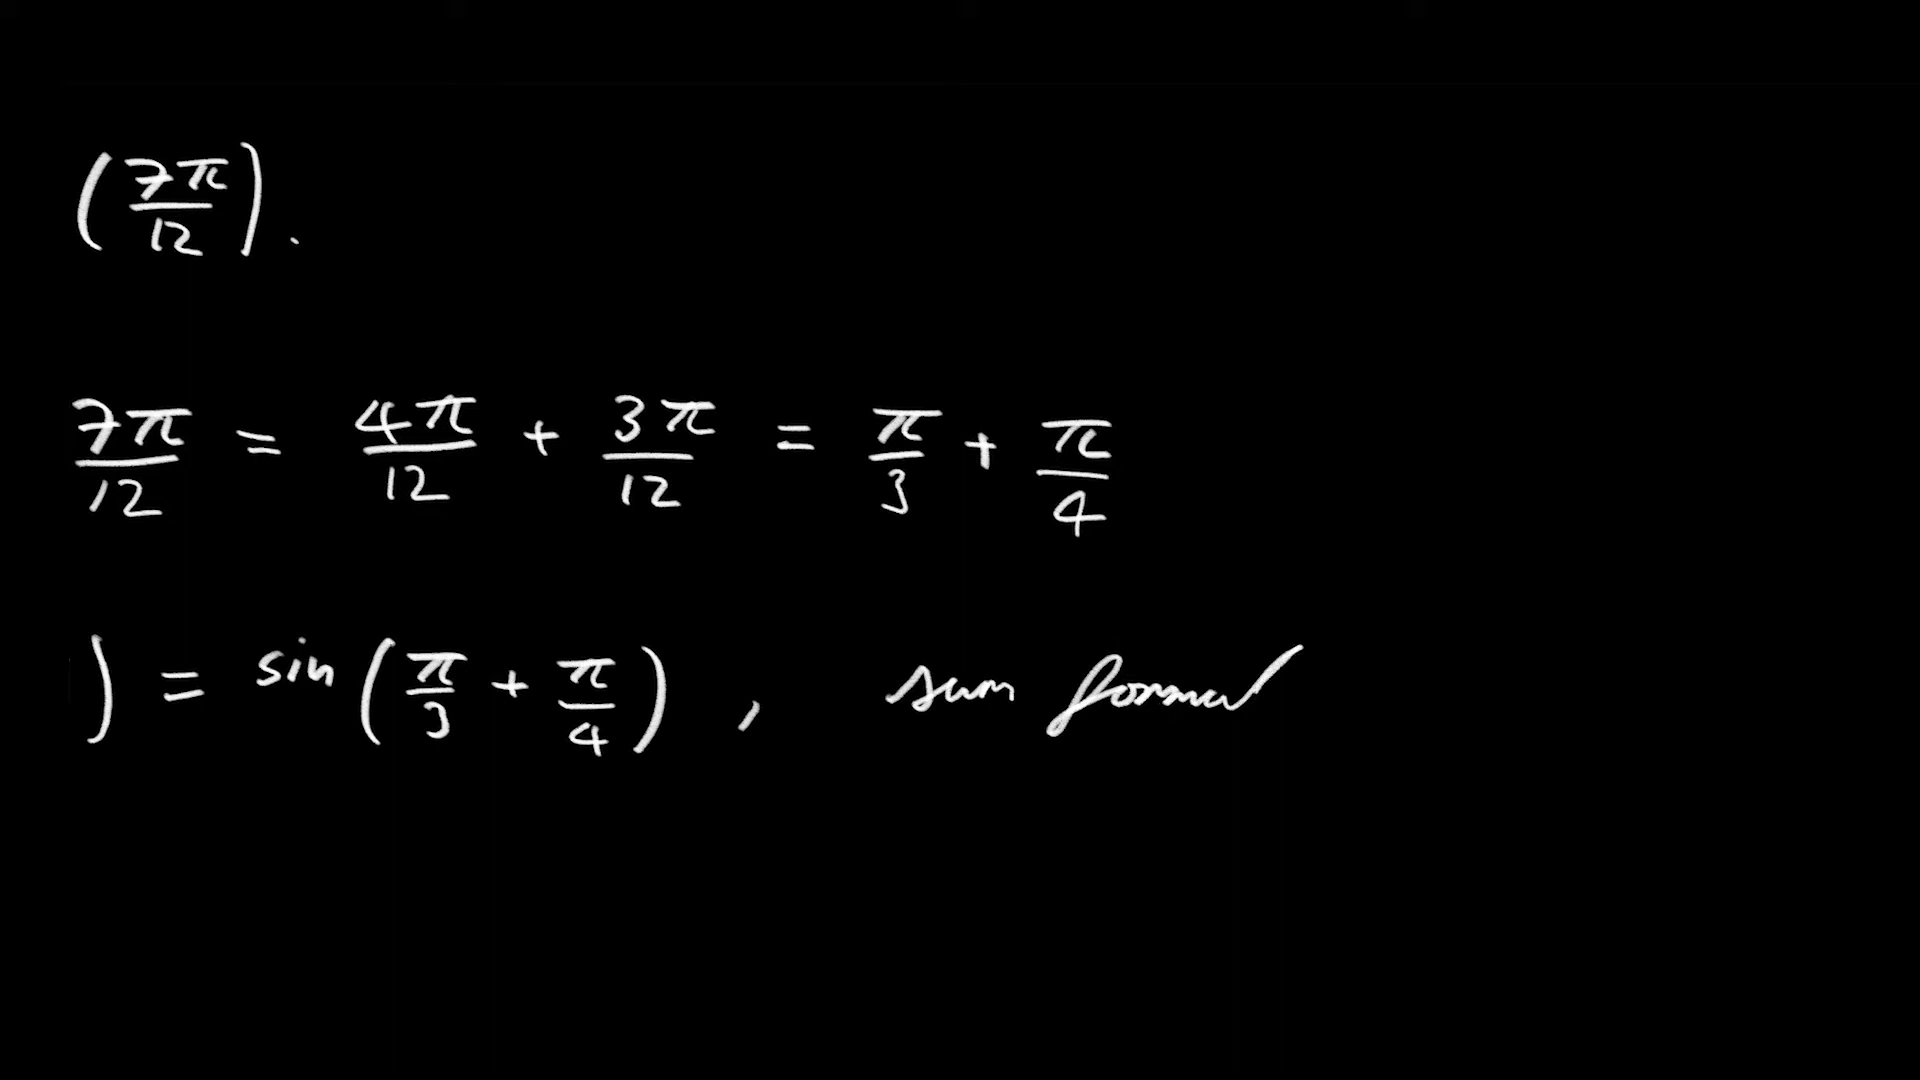 (7π/12).
7π/12 = 4π/12 + 3π/12 = π/3 + π/4
) = sin(π/3 + π/4), sum formul